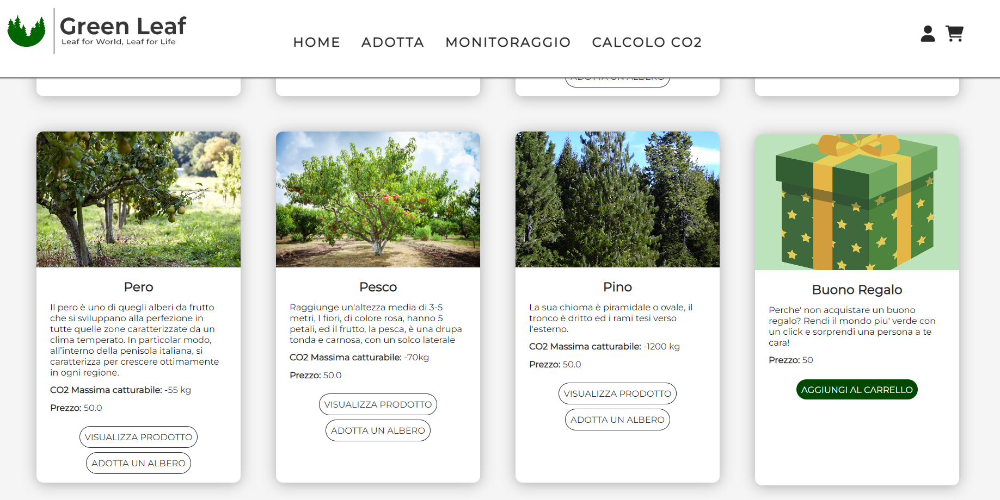 Green Leaf
Leaf for World, Leaf for Life
HOME ADOTTA MONITORAGGIO CALCOLO CO2
ADOTTA UN ALBERO
Pero
Il pero è uno di quegli alberi da frutto
che si sviluppano alla perfezione in
tutte quelle zone caratterizzate da un
clima temperato. In particolar modo,
all’interno della penisola italiana, si
caratterizza per crescere ottimamente
in ogni regione.
CO2 Massima catturabile: -55 kg
Prezzo: 50.0
VISUALIZZA PRODOTTO
ADOTTA UN ALBERO
Pesco
Raggiunge un'altezza media di 3-5
metri, I fiori, di colore rosa, hanno 5
petali, ed il frutto, la pesca, è una drupa
tonda e carnosa, con un solco laterale
CO2 Massima catturabile: -70kg
Prezzo: 50.0
VISUALIZZA PRODOTTO
ADOTTA UN ALBERO
Pino
La sua chioma è piramidale o ovale, il
tronco è dritto ed i rami tesi verso
l'esterno.
CO2 Massima catturabile: -1200 kg
Prezzo: 50.0
VISUALIZZA PRODOTTO
ADOTTA UN ALBERO
Buono Regalo
Perche' non acquistare un buono
regalo? Rendi il mondo piu' verde con
un click e sorprendi una persona a te
cara!
Prezzo: 50
AGGIUNGI AL CARRELLO